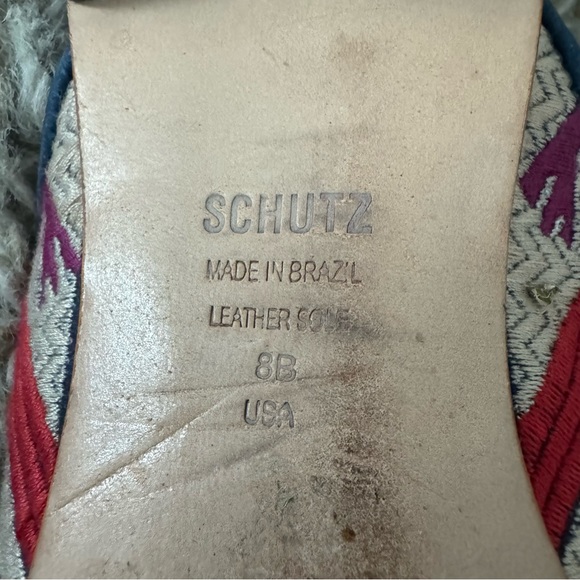 SCHUTZ
MADE IN BRAZIL
LEATHER SOLE
8B
USA